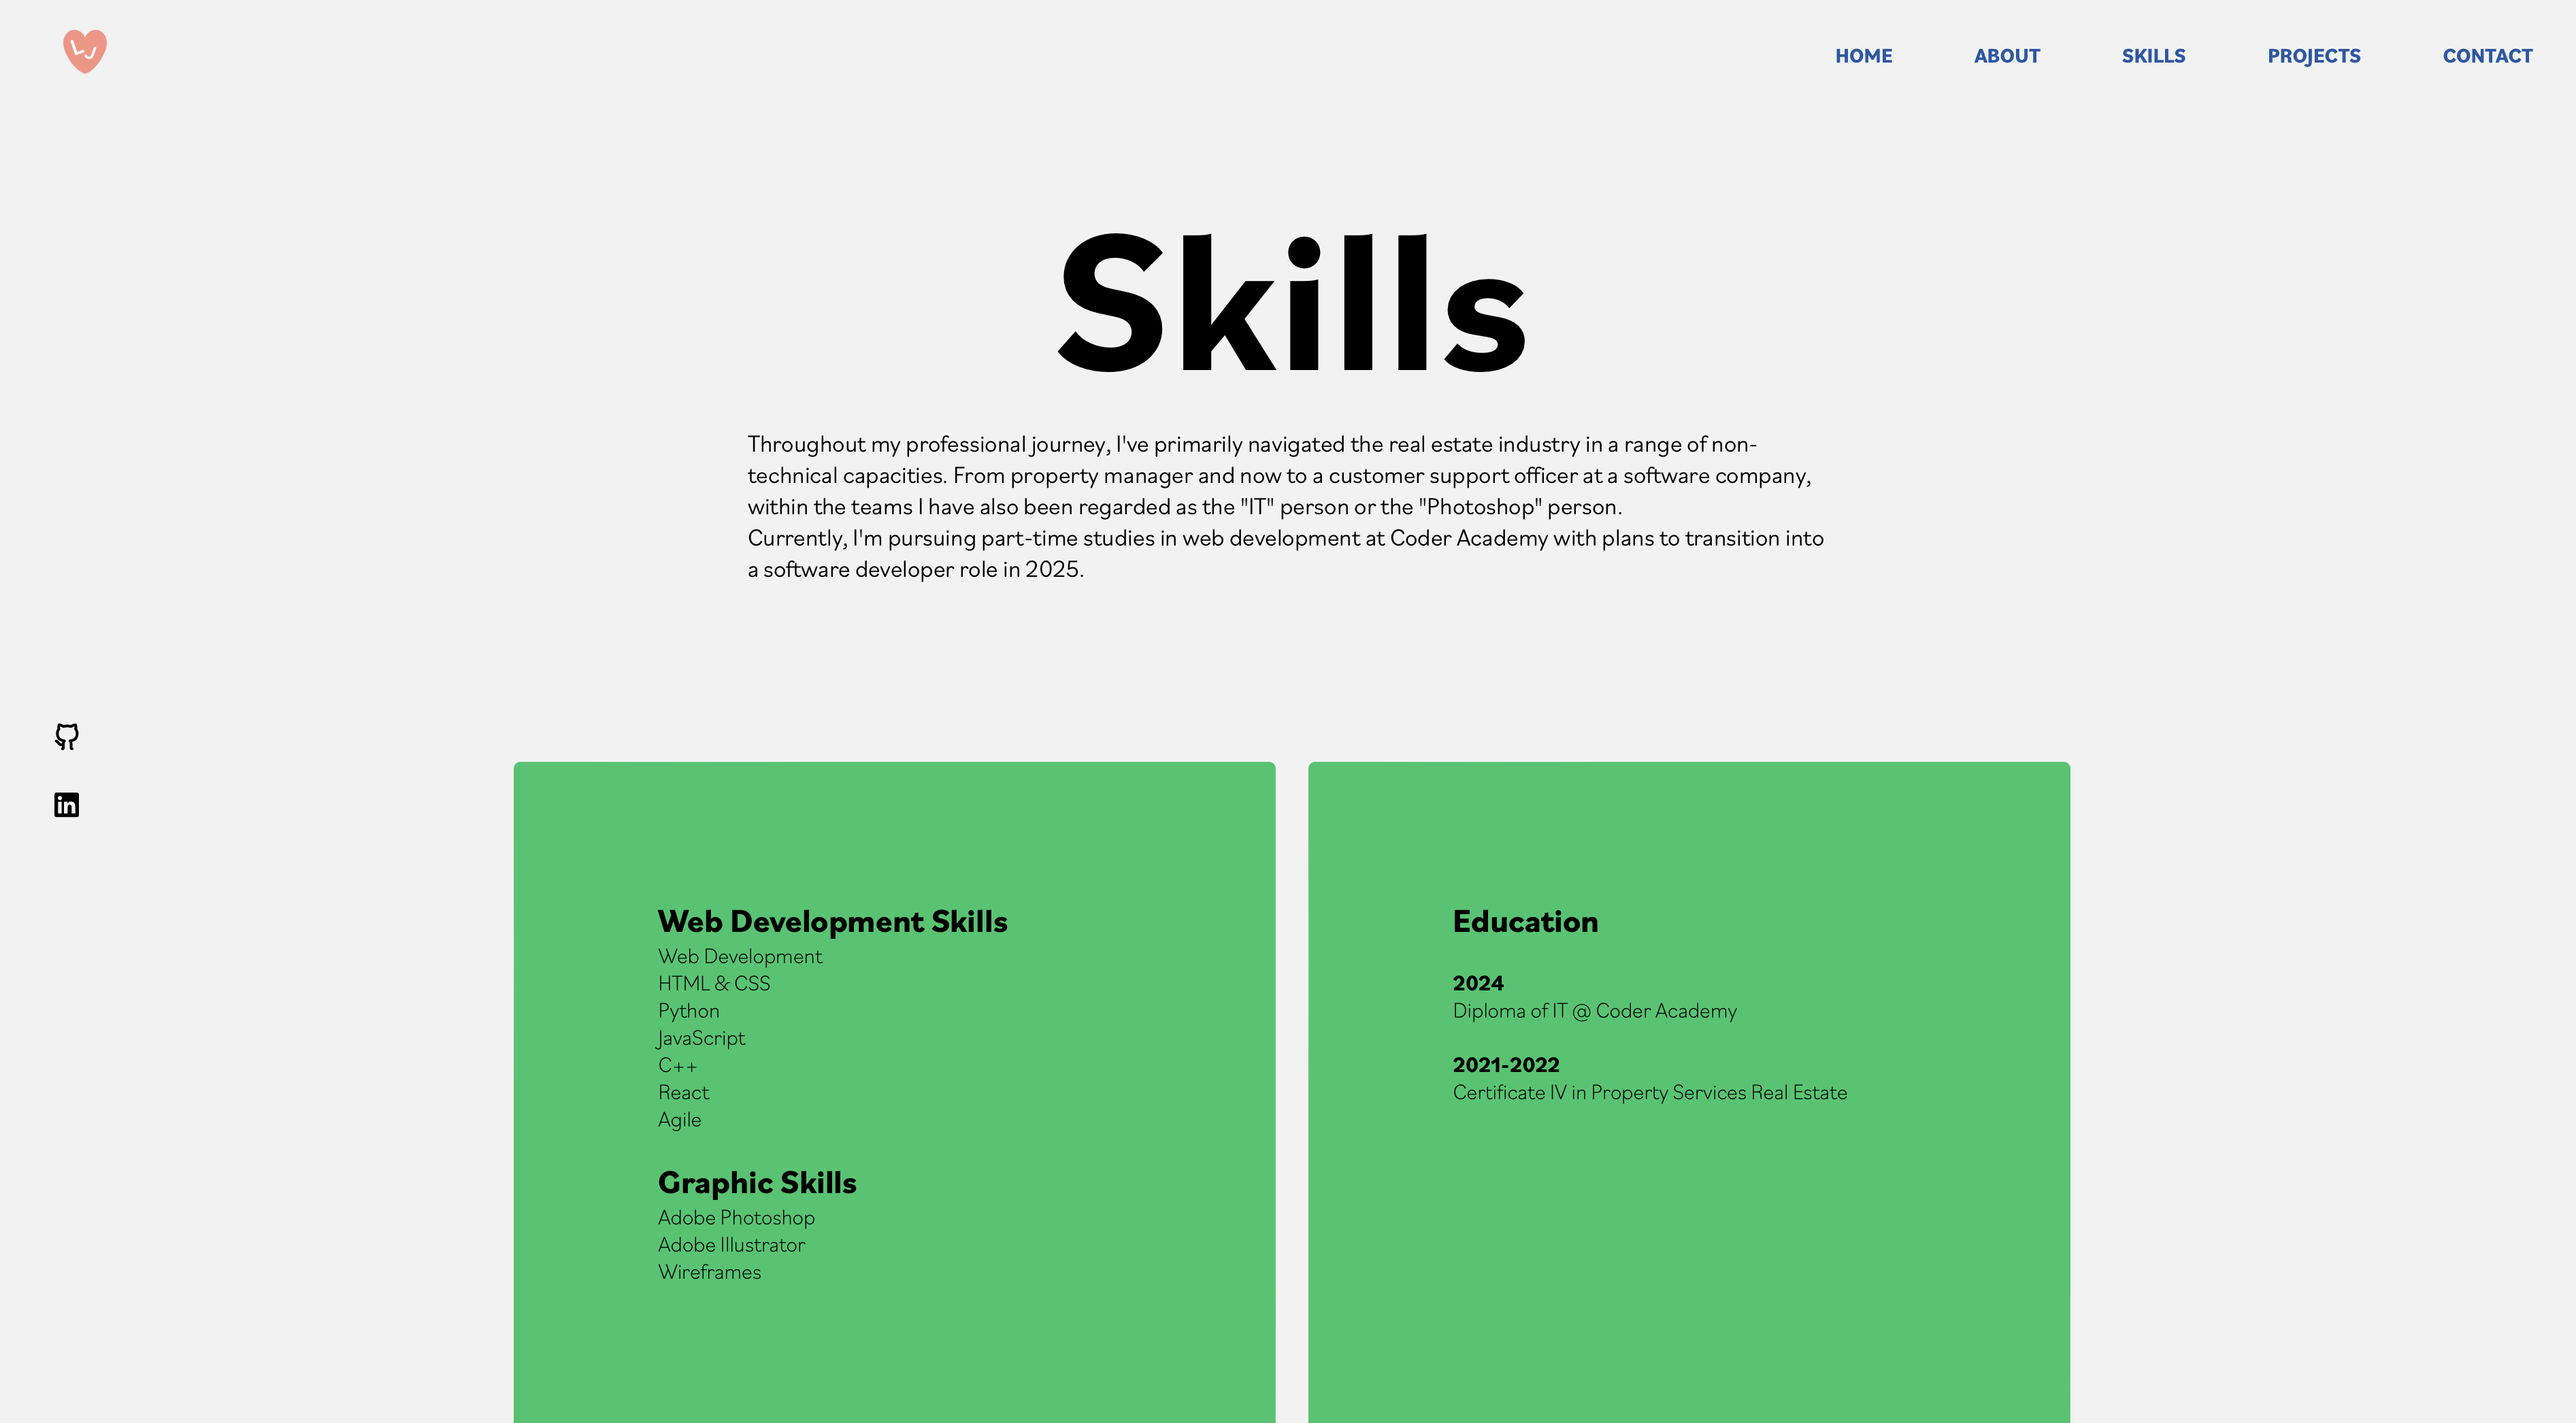 LJ
HOME ABOUT SKILLS PROJECTS CONTACT
Skills
Throughout my professional journey, I've primarily navigated the real estate industry in a range of non-
technical capacities. From property manager and now to a customer support officer at a software company,
within the teams I have also been regarded as the "IT" person or the "Photoshop" person.
Currently, I'm pursuing part-time studies in web development at Coder Academy with plans to transition into
a software developer role in 2025.
in
Web Development Skills
Web Development
HTML & CSS
Python
JavaScript
C++
React
Agile
Graphic Skills
Adobe Photoshop
Adobe Illustrator
Wireframes
Education
2024
Diploma of IT @ Coder Academy
2021-2022
Certificate IV in Property Services Real Estate